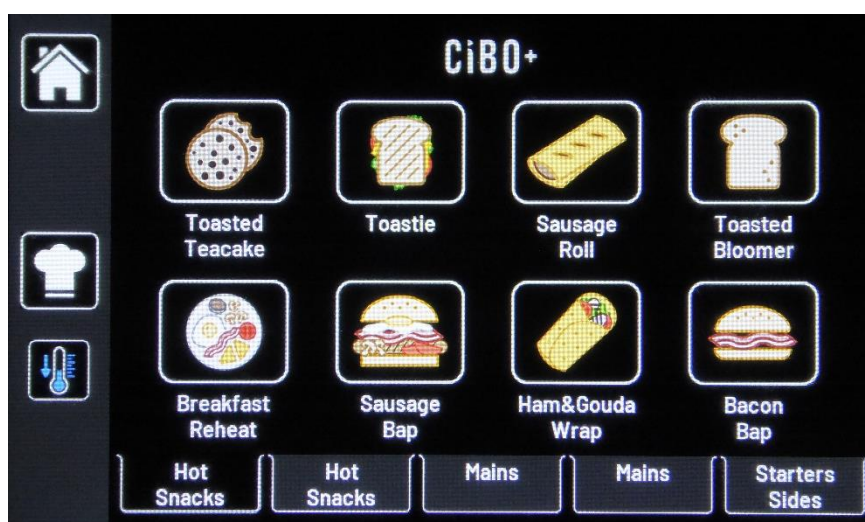 CiBO+
Toasted
Teacake
Toastie
Sausage
Roll
Toasted
Bloomer
Breakfast
Reheat
Sausage
Bap
Ham&Gouda
Wrap
Bacon
Bap
Hot
Snacks
Hot
Snacks
Mains
Mains
Starters
Sides